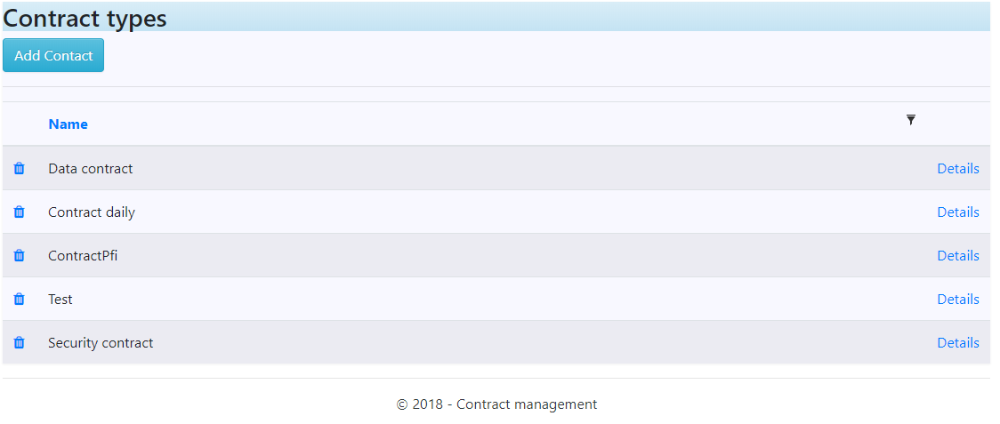 Contract types
Add Contact
Name
Data contract Details
Contract daily Details
ContractPfi Details
Test Details
Security contract Details
© 2018 - Contract management